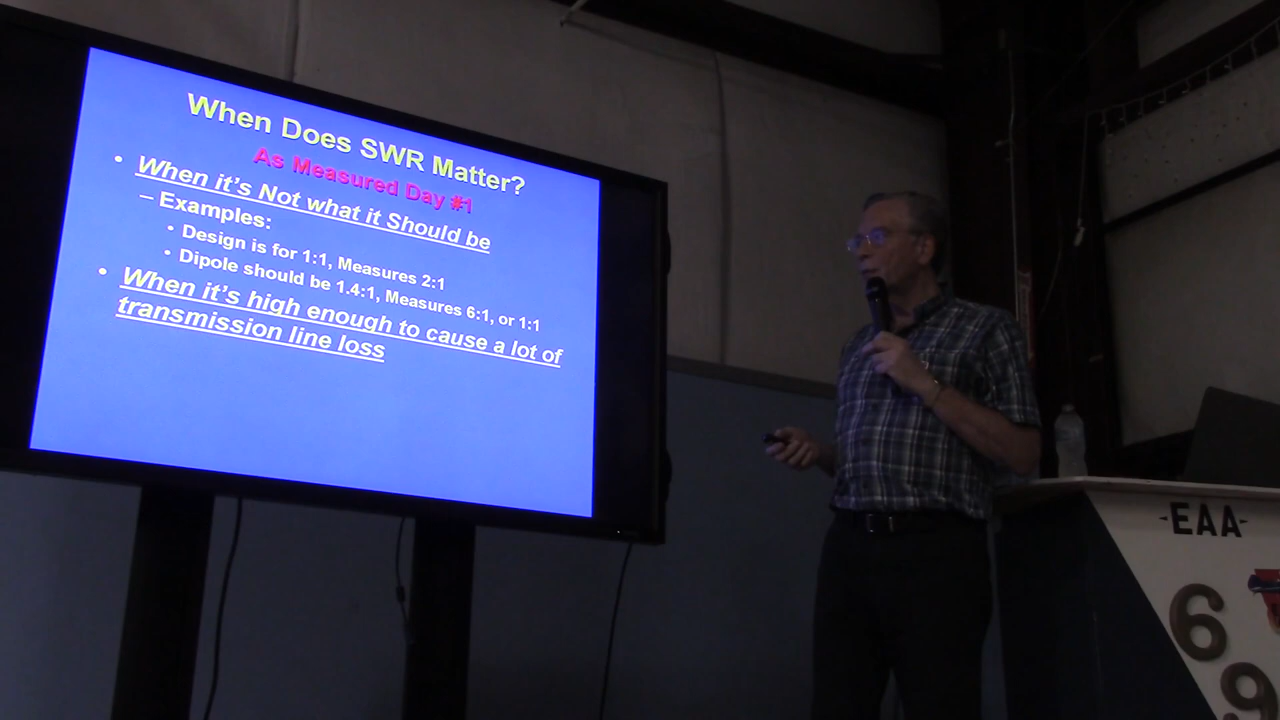 When Does SWR Matter?
As Measured Day #1
• When it's Not what it Should be
– Examples:
• Design is for 1:1, Measures 2:1
• Dipole should be 1.4:1, Measures 6:1, or 1:1
• When it's high enough to cause a lot of
transmission line loss
-EAA-
6
9